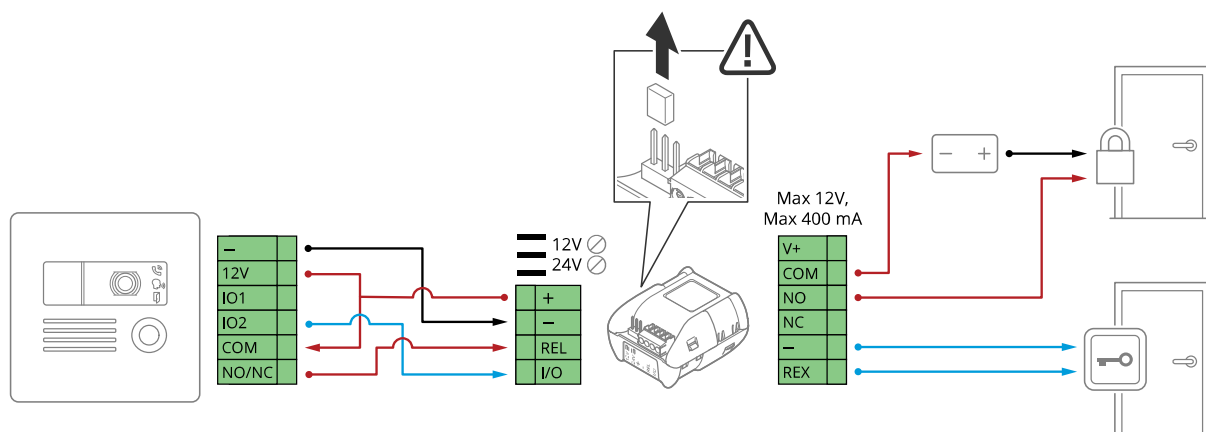 –
12V
IO1
IO2
COM
NO/NC
12V
24V
+
–
REL
I/O
Max 12V,
Max 400 mA
V+
COM
NO
NC
–
REX
– +